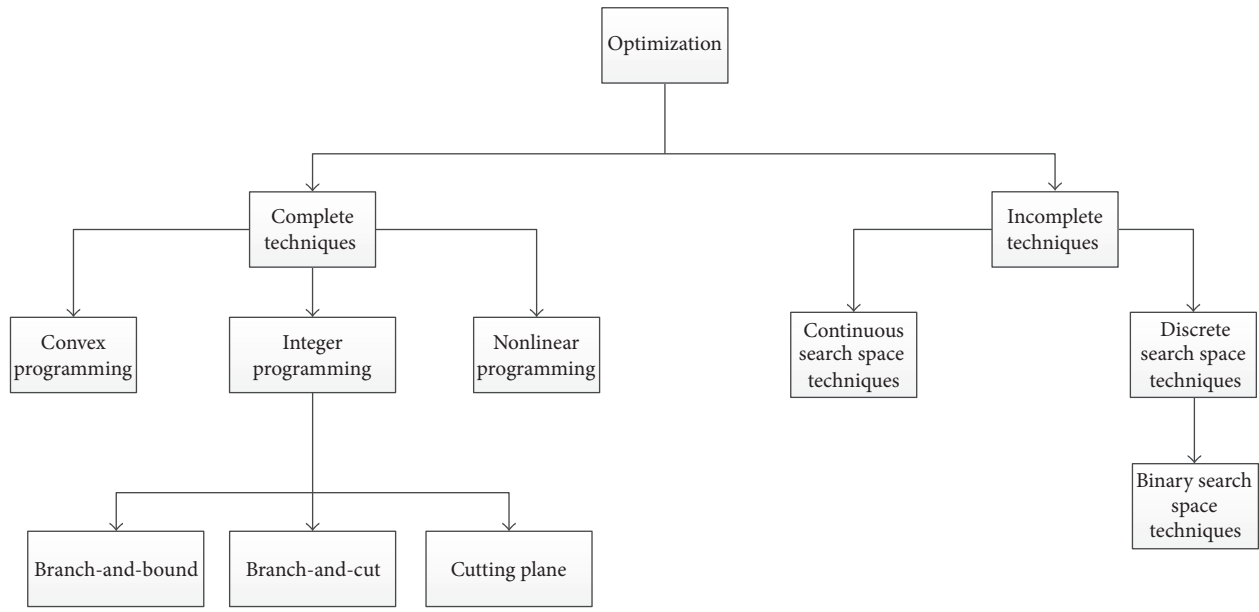 Optimization
Complete
techniques
Incomplete
techniques
Convex
programming
Integer
programming
Nonlinear
programming
Continuous
search space
techniques
Discrete
search space
techniques
Binary search
space
techniques
Branch-and-bound
Branch-and-cut
Cutting plane